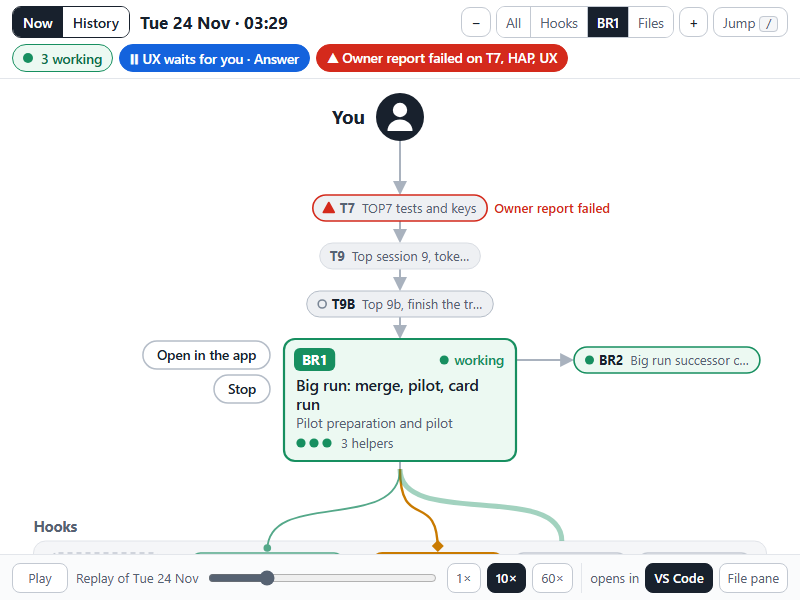 Now History Tue 24 Nov · 03:29 − All Hooks BR1 Files + Jump /
3 working UX waits for you · Answer Owner report failed on T7, HAP, UX
You
T7 TOP7 tests and keys Owner report failed
T9 Top session 9, toke...
T9B Top 9b, finish the tr...
Open in the app
Stop
BR1 working
Big run: merge, pilot, card
run
Pilot preparation and pilot
3 helpers
BR2 Big run successor c...
Hooks
Play Replay of Tue 24 Nov 1× 10× 60× opens in VS Code File pane